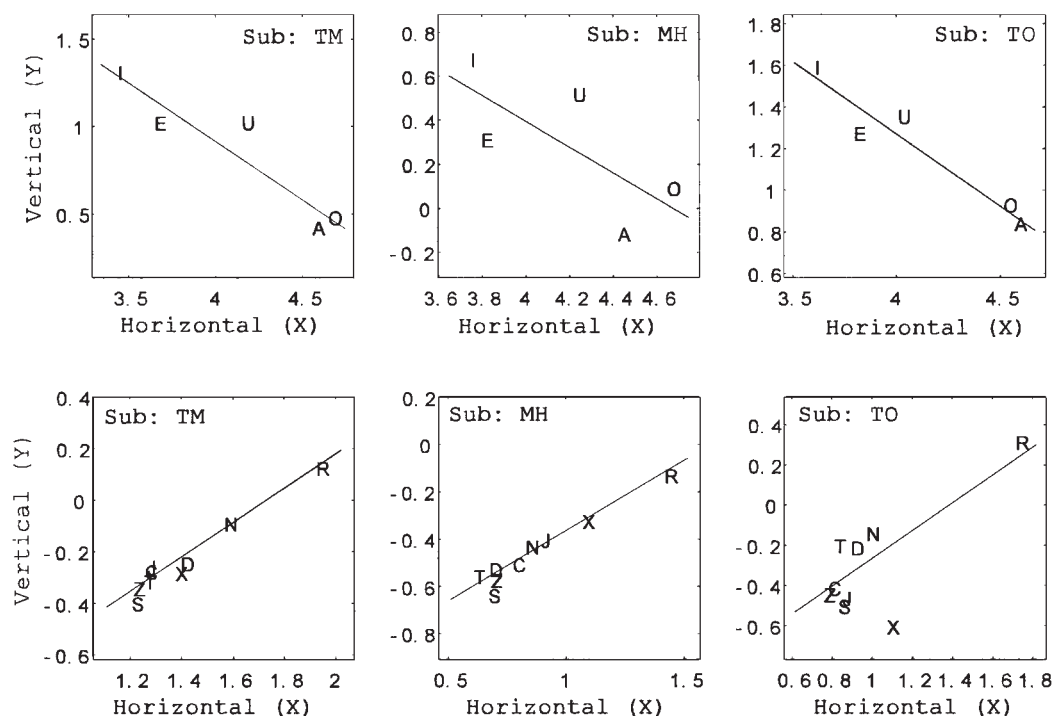 Vertical (Y)
1.5
1
0.5
Sub: TM
I
E
U
O
A
3.5 4 4.5
Horizontal (X)
0.8
0.6
0.4
0.2
0
-0.2
Sub: MH
I
U
E
O
A
3.6 3.8 4 4.2 4.4 4.6
Horizontal (X)
1.8
1.6
1.4
1.2
1
0.8
0.6
Sub: TO
I
U
E
O
A
3.5 4 4.5
Horizontal (X)
Vertical (Y)
0.4
0.2
0
-0.2
-0.4
-0.6
Sub: TM
R
N
D
X
T
Z
S
1.2 1.4 1.6 1.8 2
Horizontal (X)
0
-0.2
-0.4
-0.6
-0.8
Sub: MH
R
X
J
N
C
D
T
Z
S
0.5 1 1.5
Horizontal (X)
0.4
0.2
0
-0.2
-0.4
-0.6
Sub: TO
R
N
T D
C
Z J
S
X
0.6 0.8 1 1.2 1.4 1.6 1.8
Horizontal (X)